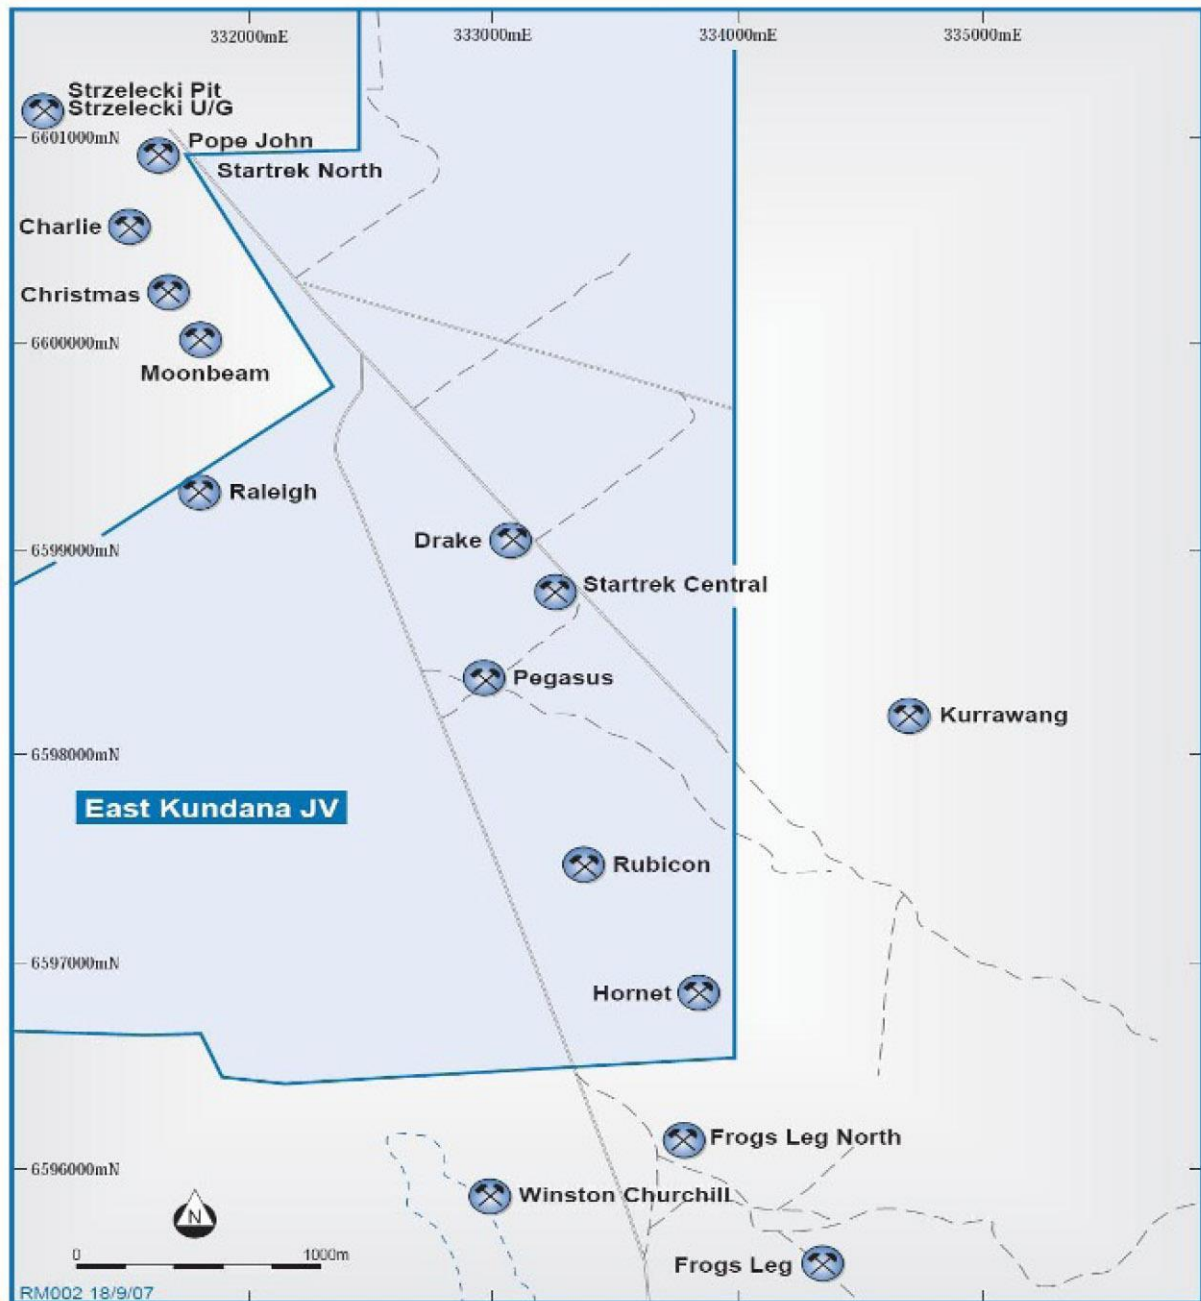 332000mE
333000mE
334000mE
335000mE
Strzelecki Pit
Strzelecki U/G
6601000mN
Pope John
Startrek North
Charlie
Christmas
6600000mN
Moonbeam
Raleigh
Drake
6599000mN
Startrek Central
Pegasus
Kurrawang
6598000mN
East Kundana JV
Rubicon
6597000mN
Hornet
Frogs Leg North
6596000mN
Winston Churchill
N
0
1000m
Frogs Leg
RM002 18/9/07